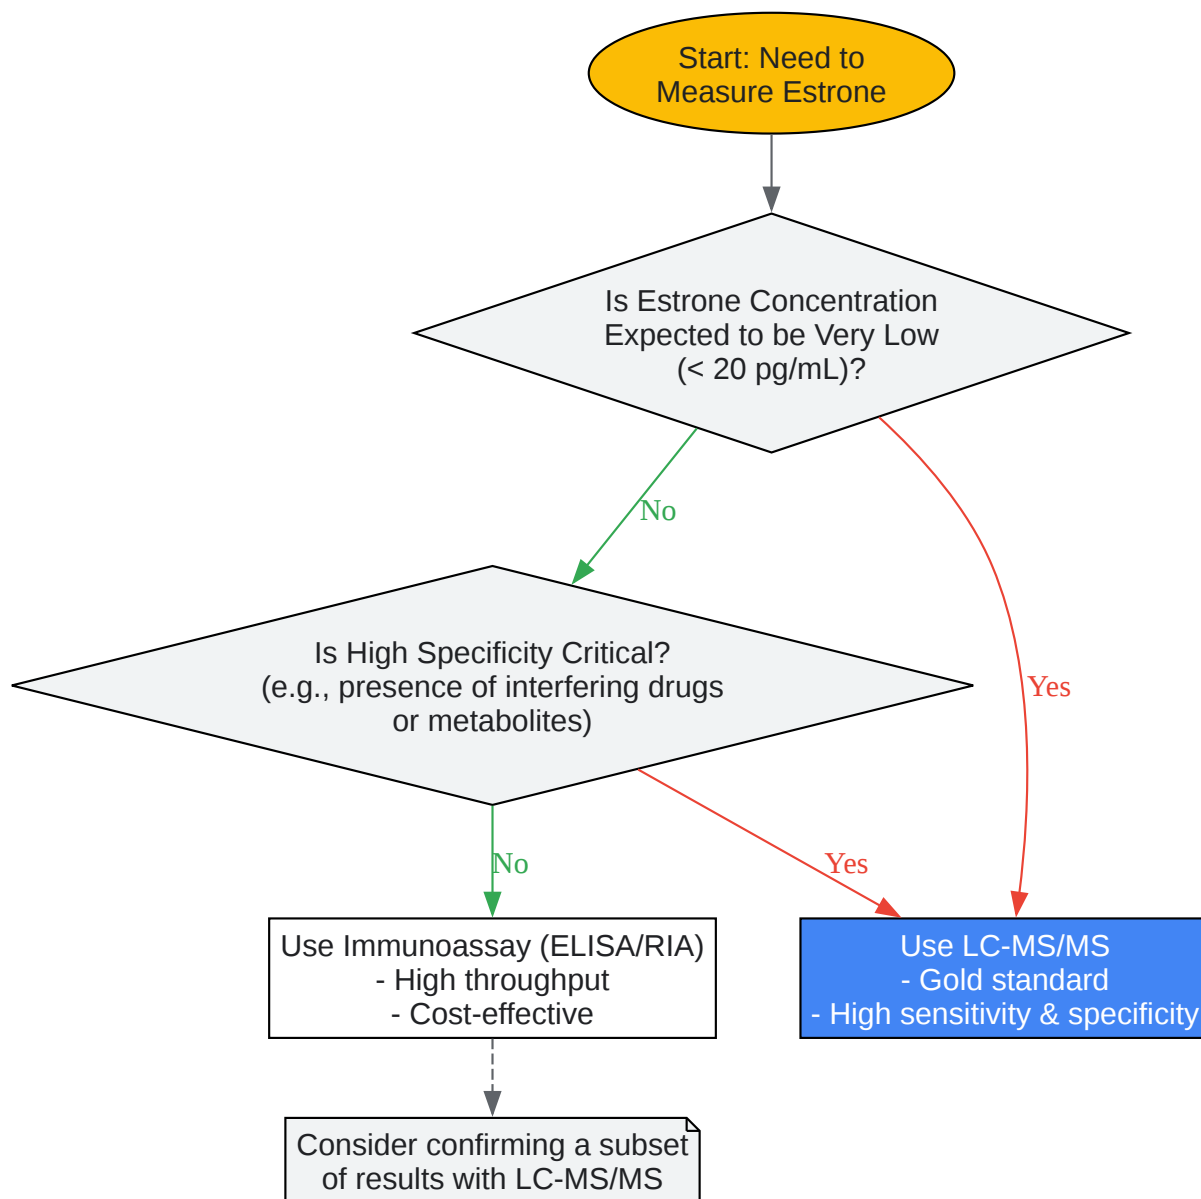 Start: Need to
Measure Estrone
Is Estrone Concentration
Expected to be Very Low
(< 20 pg/mL)?
No
Is High Specificity Critical?
(e.g., presence of interfering drugs
or metabolites)
Yes
No
Yes
Use Immunoassay (ELISA/RIA)
- High throughput
- Cost-effective
Use LC-MS/MS
- Gold standard
- High sensitivity & specificity
Consider confirming a subset
of results with LC-MS/MS